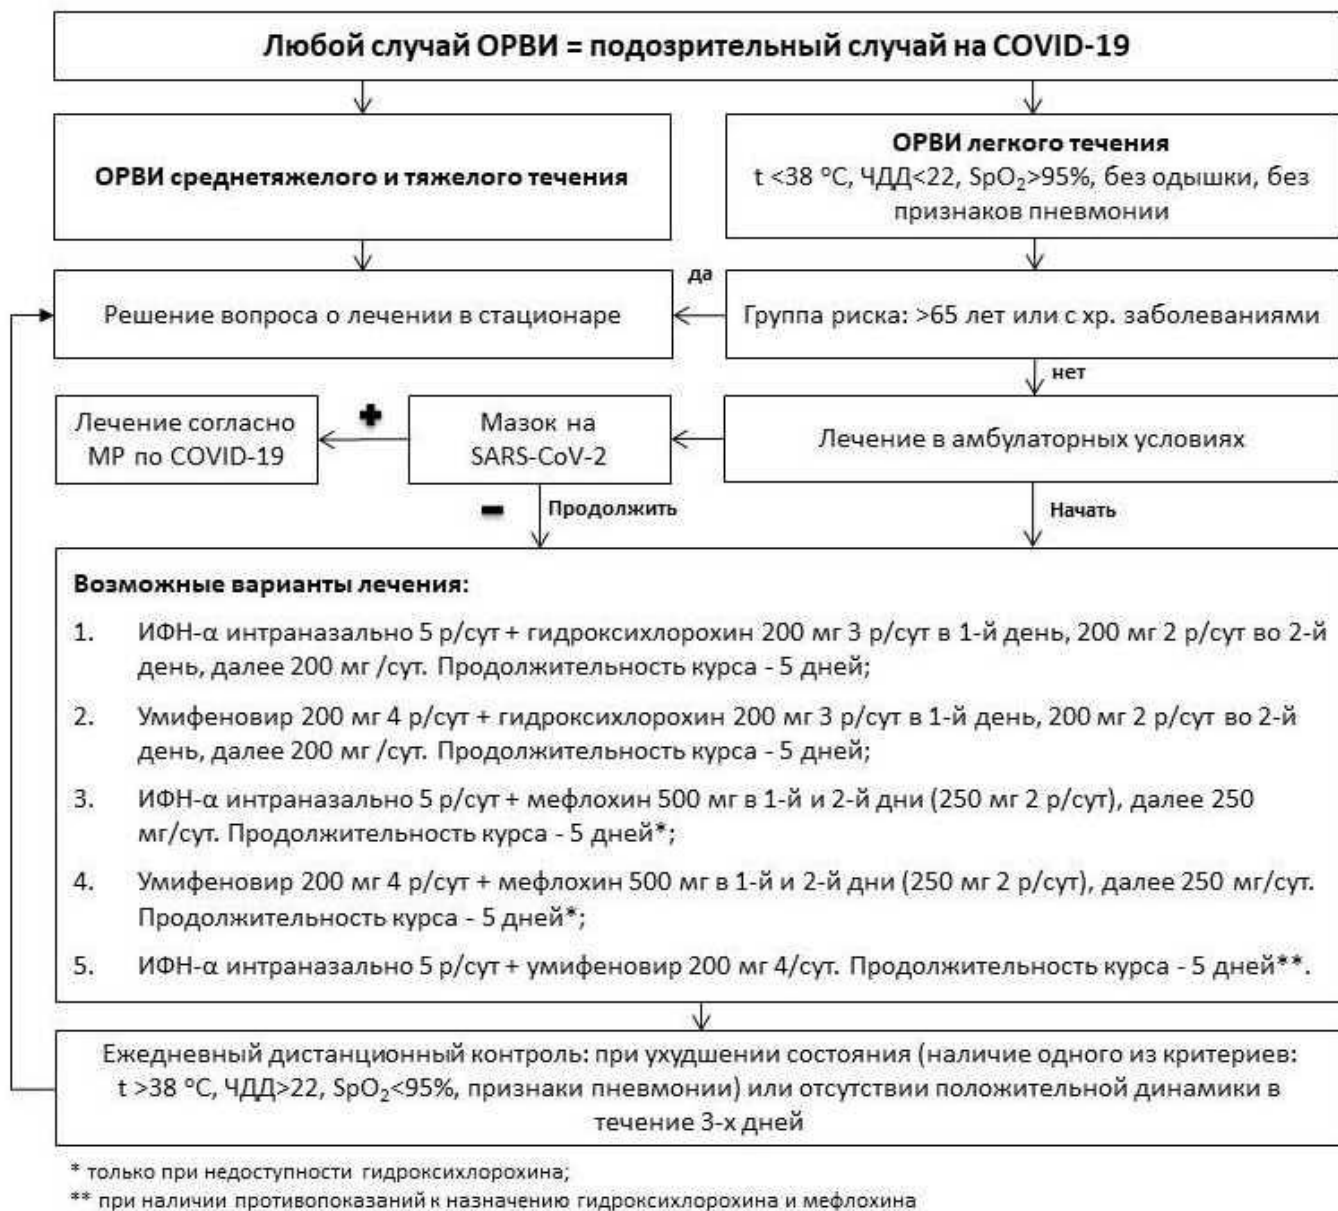 Любой случай ОРВИ = подозрительный случай на COVID-19
ОРВИ среднетяжелого и тяжелого течения
ОРВИ легкого течения
t <38 °C, ЧДД<22, SpO₂>95%, без одышки, без
признаков пневмонии
Решение вопроса о лечении в стационаре
да
Группа риска: >65 лет или с хр. заболеваниями
нет
Лечение согласно
МР по COVID-19
+
Мазок на
SARS-CoV-2
Лечение в амбулаторных условиях
-
Продолжить
Начать
Возможные варианты лечения:
1. ИФН-α интраназально 5 р/сут + гидроксихлорохин 200 мг 3 р/сут в 1-й день, 200 мг 2 р/сут во 2-й
день, далее 200 мг /сут. Продолжительность курса - 5 дней;
2. Умифеновир 200 мг 4 р/сут + гидроксихлорохин 200 мг 3 р/сут в 1-й день, 200 мг 2 р/сут во 2-й
день, далее 200 мг /сут. Продолжительность курса - 5 дней;
3. ИФН-α интраназально 5 р/сут + мефлохин 500 мг в 1-й и 2-й дни (250 мг 2 р/сут), далее 250
мг/сут. Продолжительность курса - 5 дней*;
4. Умифеновир 200 мг 4 р/сут + мефлохин 500 мг в 1-й и 2-й дни (250 мг 2 р/сут), далее 250 мг/сут.
Продолжительность курса - 5 дней*;
5. ИФН-α интраназально 5 р/сут + умифеновир 200 мг 4/сут. Продолжительность курса - 5 дней**.
Ежедневный дистанционный контроль: при ухудшении состояния (наличие одного из критериев:
t >38 °C, ЧДД>22, SpO₂<95%, признаки пневмонии) или отсутствии положительной динамики в
течение 3-х дней
* только при недоступности гидроксихлорохина;
** при наличии противопоказаний к назначению гидроксихлорохина и мефлохина